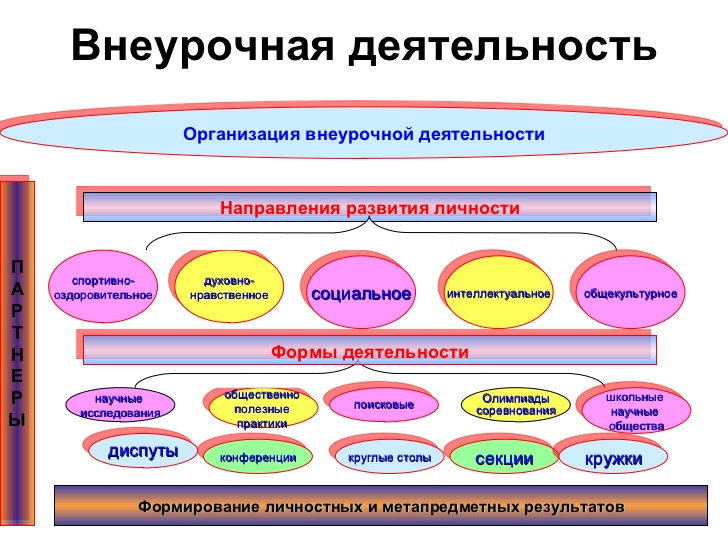 Внеурочная деятельность
Организация внеурочной деятельности
ПАРТНЕРЫ
Направления развития личности
спортивно-
оздоровительное
духовно-
нравственное
социальное
интеллектуальное
общекультурное
Формы деятельности
научные
исследования
общественно
полезные
практики
поисковые
Олимпиады
соревнования
школьные
научные
общества
диспуты
конференции
круглые столы
секции
кружки
Формирование личностных и метапредметных результатов